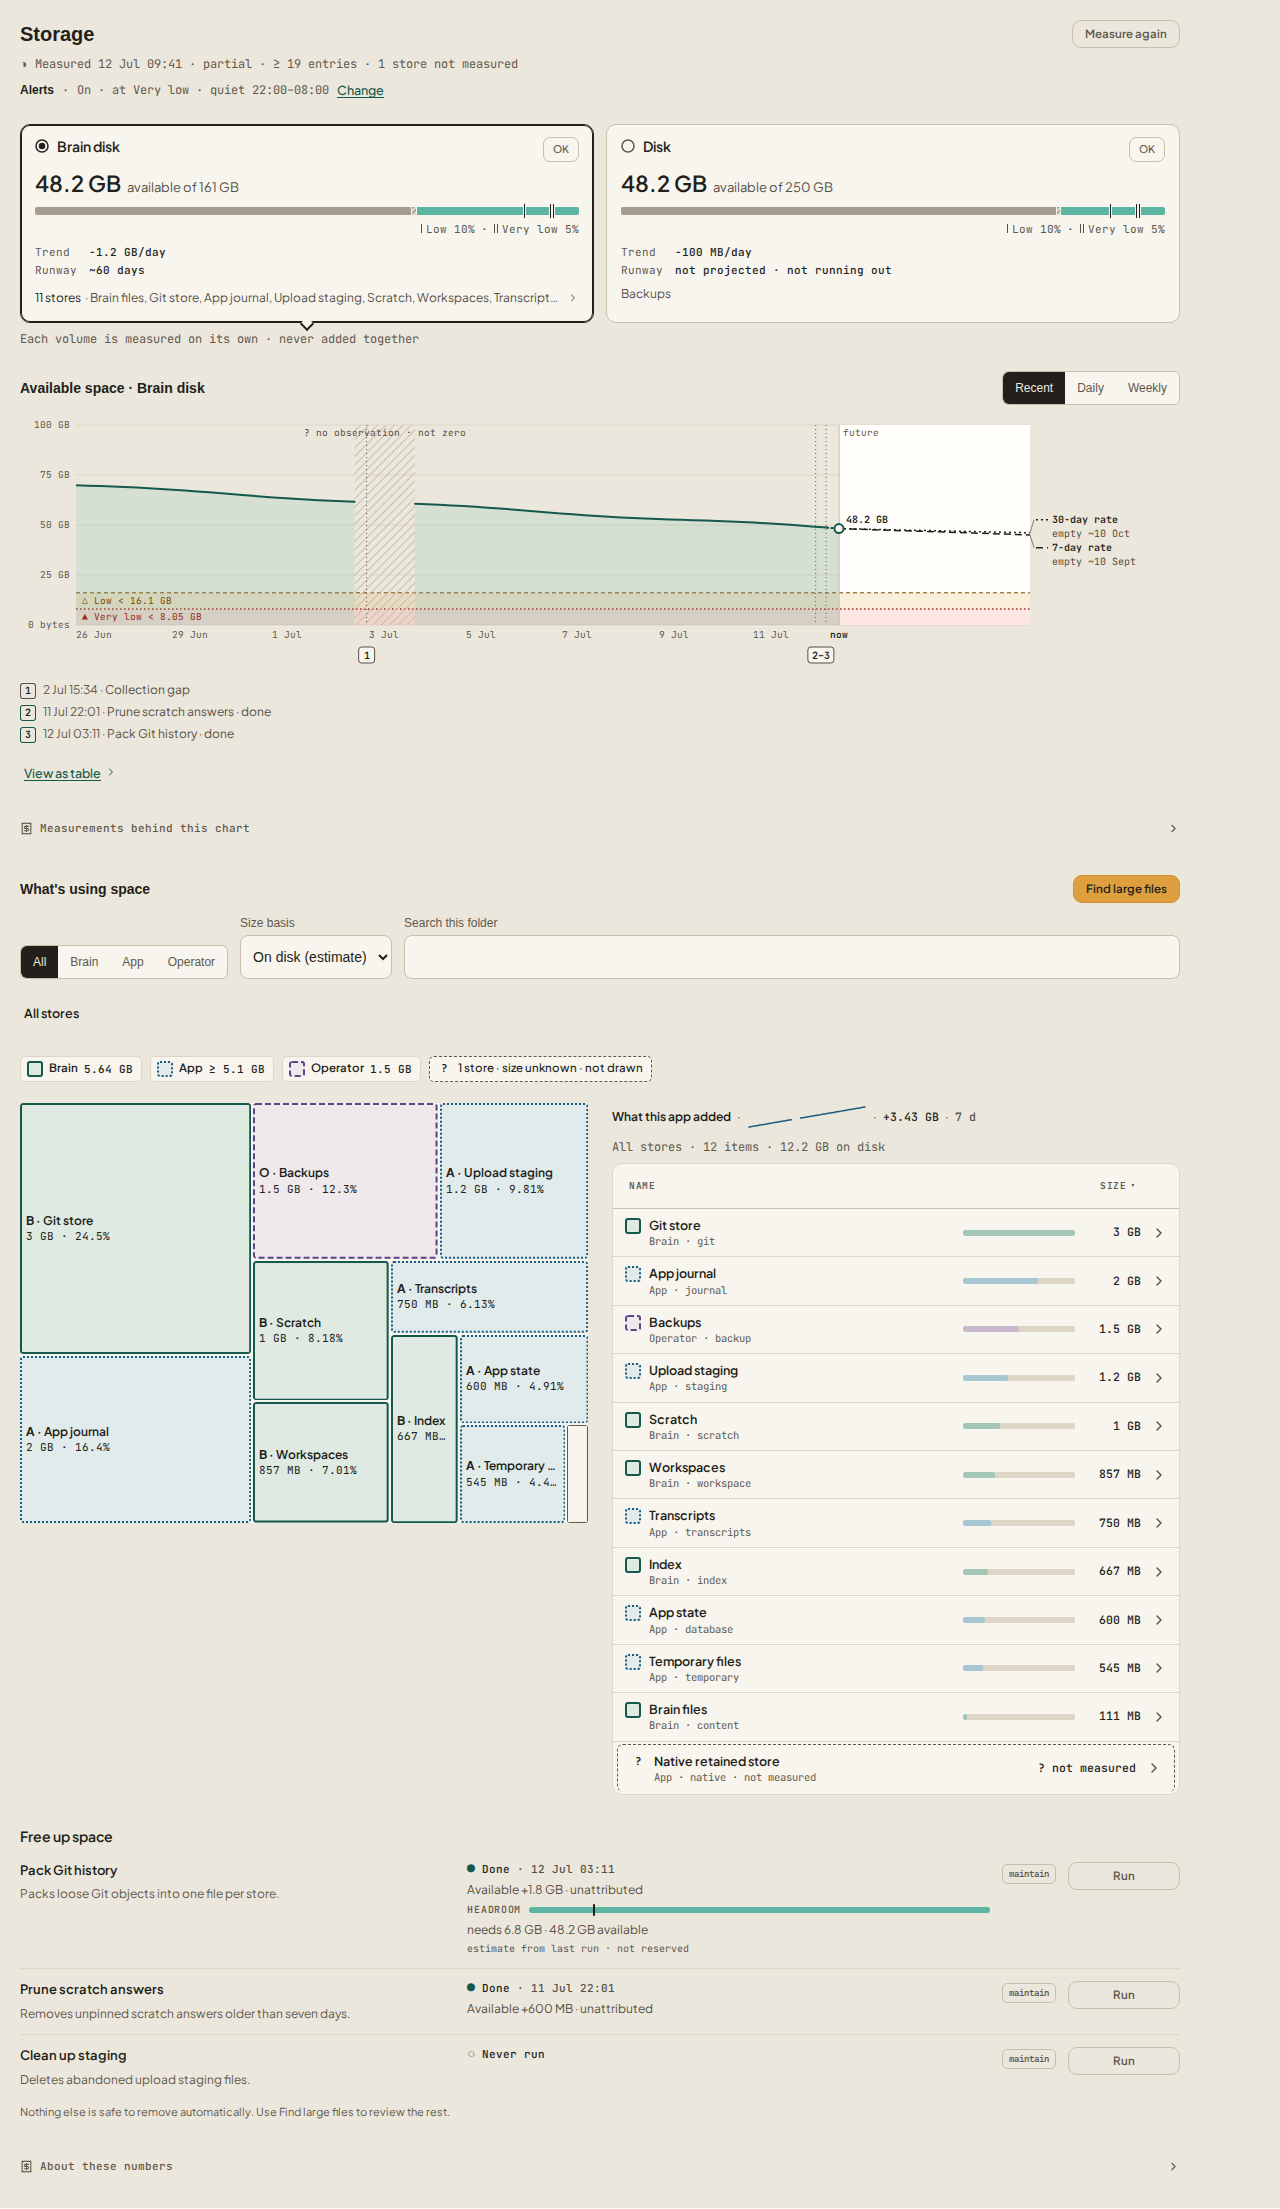 Storage
Measure again
Measured 12 Jul 09:41 · partial · ≥ 19 entries · 1 store not measured
Alerts · On · at Very low · quiet 22:00–08:00 Change
Brain disk
OK
48.2 GB available of 161 GB
Low 10% · Very low 5%
Trend -1.2 GB/day
Runway ~60 days
11 stores · Brain files, Git store, App journal, Upload staging, Scratch, Workspaces, Transcript…
Disk
OK
48.2 GB available of 250 GB
Low 10% · Very low 5%
Trend -100 MB/day
Runway not projected · not running out
Backups
Each volume is measured on its own · never added together
Available space · Brain disk
Recent Daily Weekly
100 GB
75 GB
50 GB
25 GB
0 bytes
? no observation · not zero
future
48.2 GB
30-day rate
empty ~10 Oct
7-day rate
empty ~10 Sept
△ Low < 16.1 GB
▲ Very low < 8.05 GB
26 Jun 29 Jun 1 Jul 3 Jul 5 Jul 7 Jul 9 Jul 11 Jul now
1 2–3
1 2 Jul 15:34 · Collection gap
2 11 Jul 22:01 · Prune scratch answers · done
3 12 Jul 03:11 · Pack Git history · done
View as table
Measurements behind this chart
What's using space
Find large files
Size basis
Search this folder
All Brain App Operator
On disk (estimate)
All stores
Brain 5.64 GB
App ≥ 5.1 GB
Operator 1.5 GB
? 1 store · size unknown · not drawn
B · Git store
3 GB · 24.5%
O · Backups
1.5 GB · 12.3%
A · Upload staging
1.2 GB · 9.81%
B · Scratch
1 GB · 8.18%
A · Transcripts
750 MB · 6.13%
A · App state
600 MB · 4.91%
B · Index
667 MB…
A · App journal
2 GB · 16.4%
B · Workspaces
857 MB · 7.01%
A · Temporary …
545 MB · 4.4…
What this app added · · +3.43 GB · 7 d
All stores · 12 items · 12.2 GB on disk
NAME SIZE
Git store
Brain · git
3 GB
App journal
App · journal
2 GB
Backups
Operator · backup
1.5 GB
Upload staging
App · staging
1.2 GB
Scratch
Brain · scratch
1 GB
Workspaces
Brain · workspace
857 MB
Transcripts
App · transcripts
750 MB
Index
Brain · index
667 MB
App state
App · database
600 MB
Temporary files
App · temporary
545 MB
Brain files
Brain · content
111 MB
? Native retained store
App · native · not measured
? not measured
Free up space
Pack Git history
Packs loose Git objects into one file per store.
Done · 12 Jul 03:11
Available +1.8 GB · unattributed
HEADROOM
needs 6.8 GB · 48.2 GB available
estimate from last run · not reserved
maintain
Run
Prune scratch answers
Removes unpinned scratch answers older than seven days.
Done · 11 Jul 22:01
Available +600 MB · unattributed
maintain
Run
Clean up staging
Deletes abandoned upload staging files.
Never run
maintain
Run
Nothing else is safe to remove automatically. Use Find large files to review the rest.
About these numbers